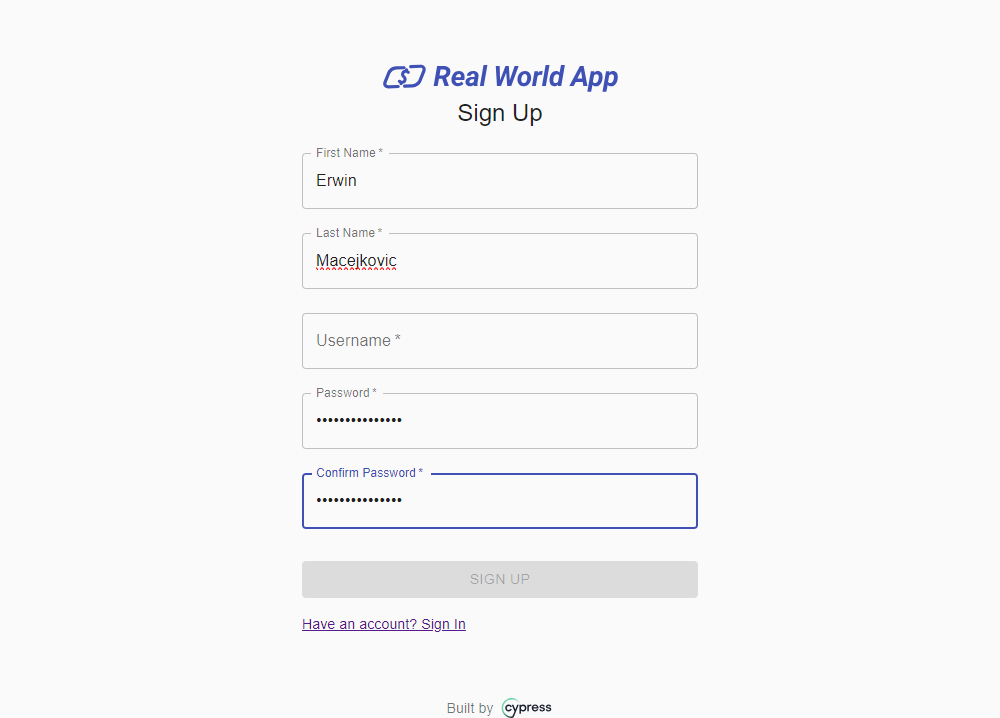 Real World App
Sign Up
First Name *
Erwin
Last Name *
Macejkovic
Username *
Password *
•••••••••••••••
Confirm Password *
•••••••••••••••
SIGN UP
Have an account? Sign In
Built by cypress